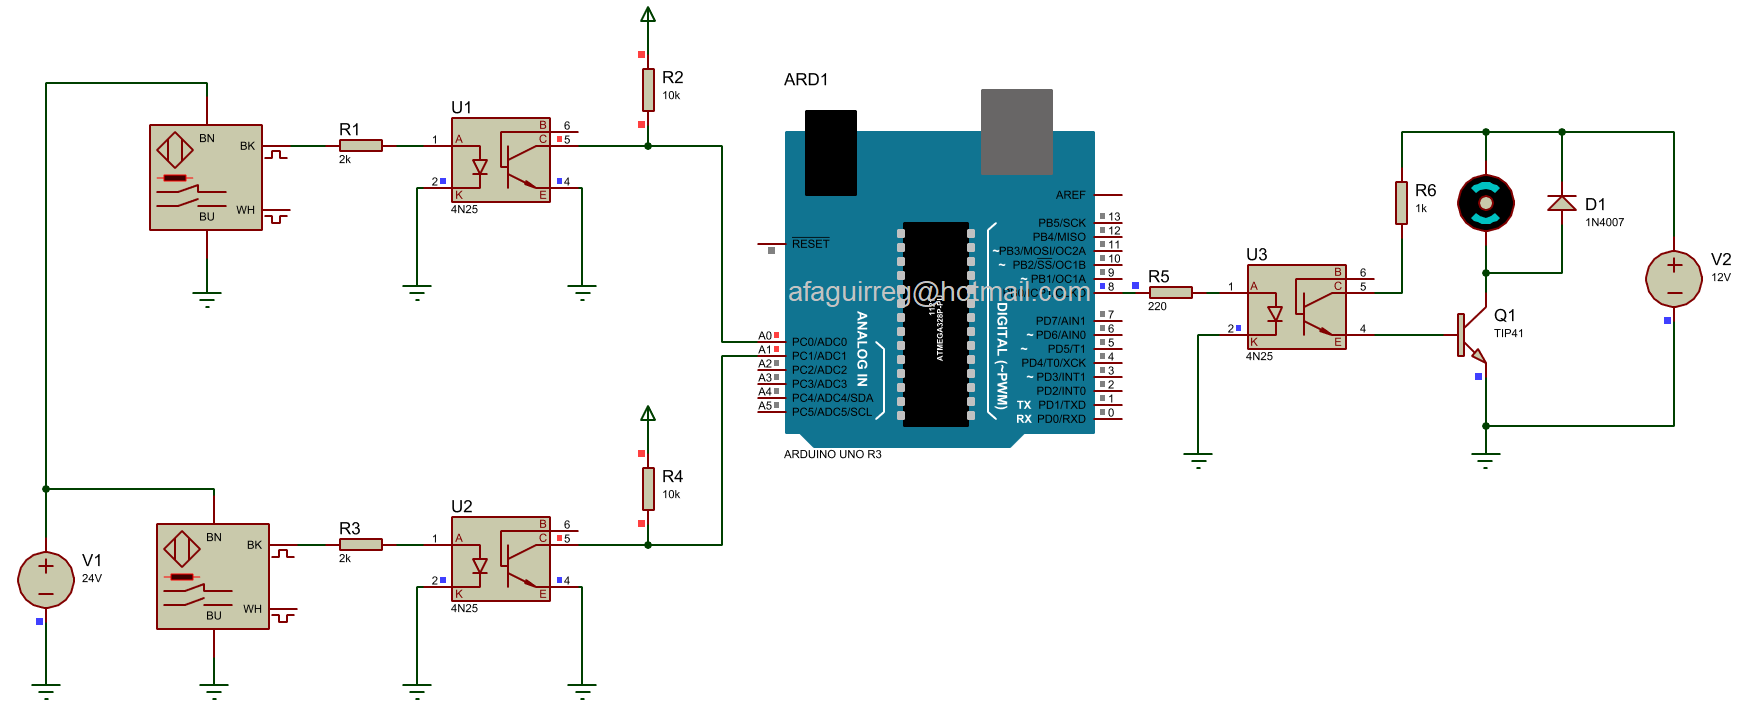 R2
10k
ARD1
U1
R1
2k
BN
BK
BU
WH
1
A
2
K
B
6
C
5
4
E
4N25
RESET
AREF
PB5/SCK
13
PB4/MISO
12
~PB3/MOSI/OC2A
11
~ PB2/SS/OC1B
10
~ PB1/OC1A
9
8
afaguirreg@hotmail.com
ATMEGA328P-PU
ANALOG IN
DIGITAL (~PWM)
PD7/AIN1
7
~ PD6/AIN0
6
~ PD5/T1
5
PD4/T0/XCK
4
~ PD3/INT1
3
PD2/INT0
2
TX PD1/TXD
1
RX PD0/RXD
0
A0
PC0/ADC0
A1
PC1/ADC1
A2
PC2/ADC2
A3
PC3/ADC3
A4
PC4/ADC4/SDA
A5
PC5/ADC5/SCL
ARDUINO UNO R3
R5
220
U3
1
A
2
K
B
6
C
5
4
E
4N25
R6
1k
D1
1N4007
Q1
TIP41
V2
12V
R4
10k
U2
R3
2k
BN
BK
BU
WH
1
A
2
K
B
6
C
5
4
E
4N25
V1
24V